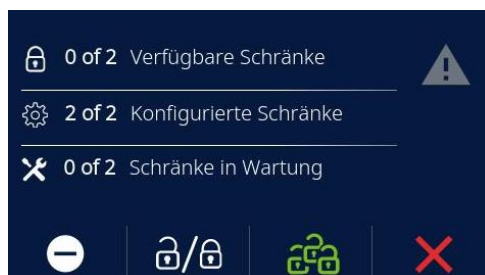 0 of 2 Verfügbare Schränke
2 of 2 Konfigurierte Schränke
0 of 2 Schränke in Wartung